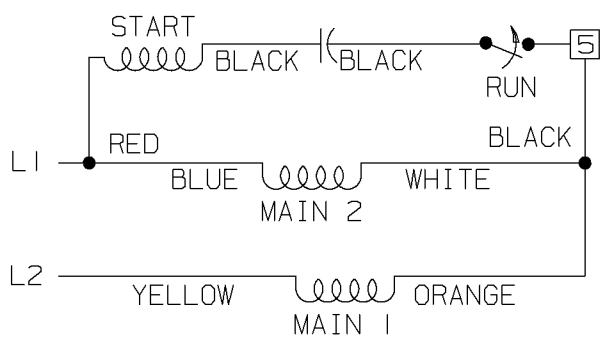 START
BLACK
BLACK
5
RUN
BLACK
L1
RED
BLUE
WHITE
MAIN 2
L2
YELLOW
ORANGE
MAIN 1